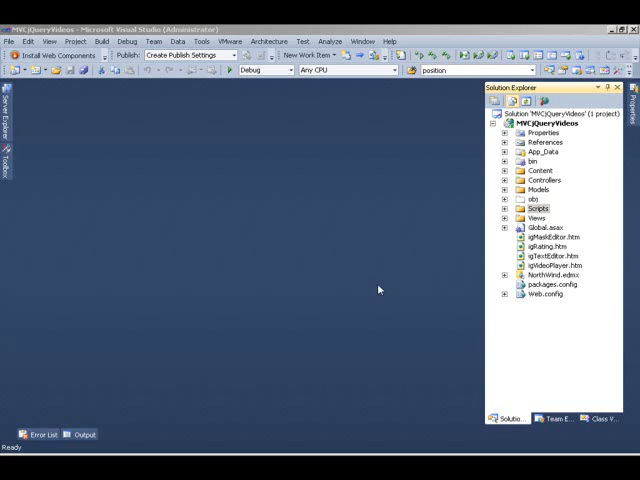 MVCjQueryVideos - Microsoft Visual Studio (Administrator)
File Edit View Project Build Debug Team Data Tools VMware Architecture Test Analyze Window Help
Install Web Components Publish: Create Publish Settings New Work Item
Debug Any CPU position
Server Explorer
Toolbox
Properties
Solution Explorer
Solution 'MVCjQueryVideos' (1 project)
MVCjQueryVideos
Properties
References
App_Data
bin
Content
Controllers
Models
obj
Scripts
Views
Global.asax
igMaskEditor.htm
igRating.htm
igTextEditor.htm
igVideoPlayer.htm
NorthWind.edmx
packages.config
Web.config
Solutio... Team E... Class V...
Error List Output
Ready